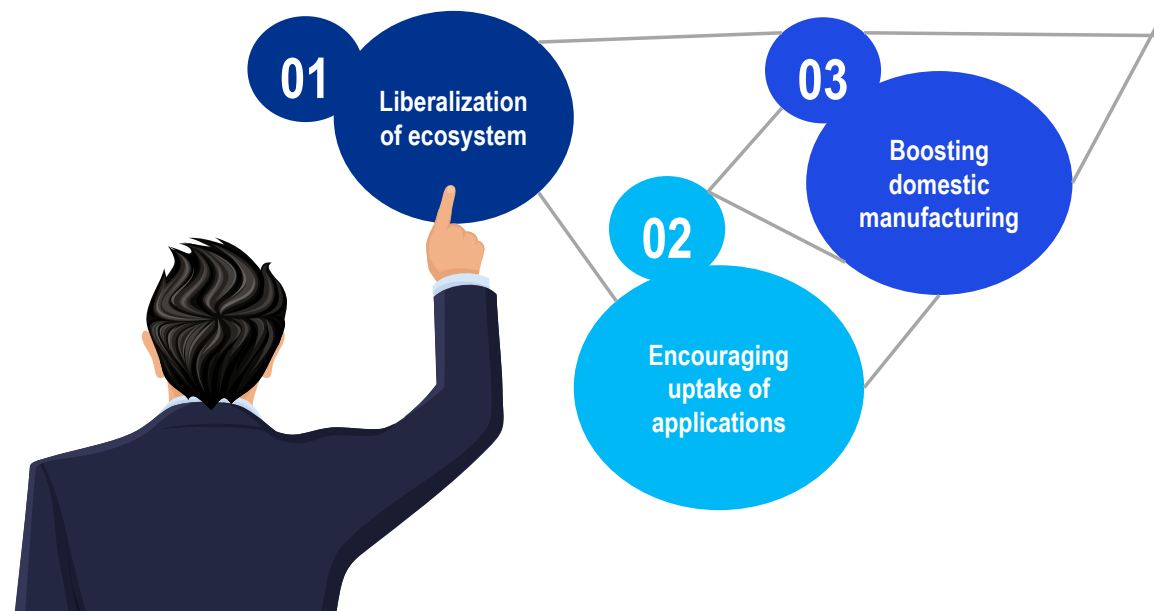 01
Liberalization
of ecosystem
02
Encouraging
uptake of
applications
03
Boosting
domestic
manufacturing